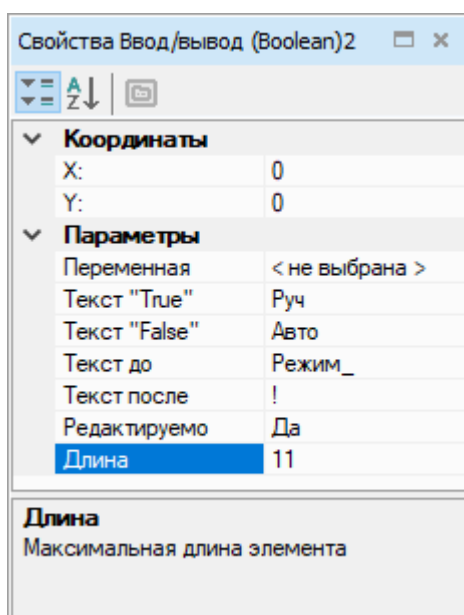 Свойства Ввод/вывод (Boolean)2
Координаты
X: 0
Y: 0
Параметры
Переменная < не выбрана >
Текст "True" Руч
Текст "False" Авто
Текст до Режим_
Текст после !
Редактируемо Да
Длина 11
Длина
Максимальная длина элемента